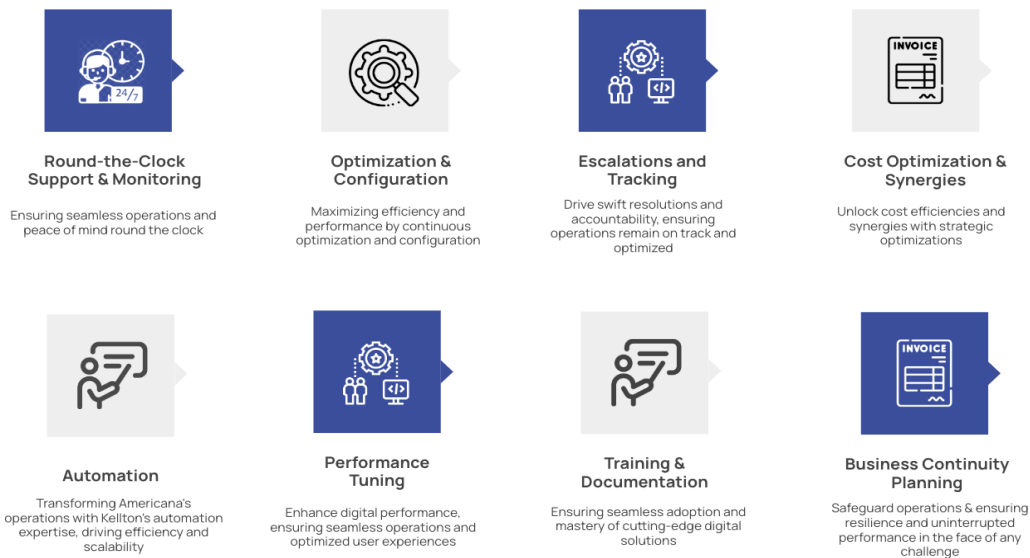 24/7
INVOICE
Round-the-Clock
Support & Monitoring
Ensuring seamless operations and
peace of mind round the clock
Optimization &
Configuration
Maximizing efficiency and
performance by continuous
optimization and configuration
Escalations and
Tracking
Drive swift resolutions and
accountability, ensuring
operations remain on track and
optimized
Cost Optimization &
Synergies
Unlock cost efficiencies and
synergies with strategic
optimizations
INVOICE
Automation
Transforming Americana's
operations with Kellton's automation
expertise, driving efficiency and
scalability
Performance
Tuning
Enhance digital performance,
ensuring seamless operations and
optimized user experiences
Training &
Documentation
Ensuring seamless adoption and
mastery of cutting-edge digital
solutions
Business Continuity
Planning
Safeguard operations & ensuring
resilience and uninterrupted
performance in the face of any
challenge